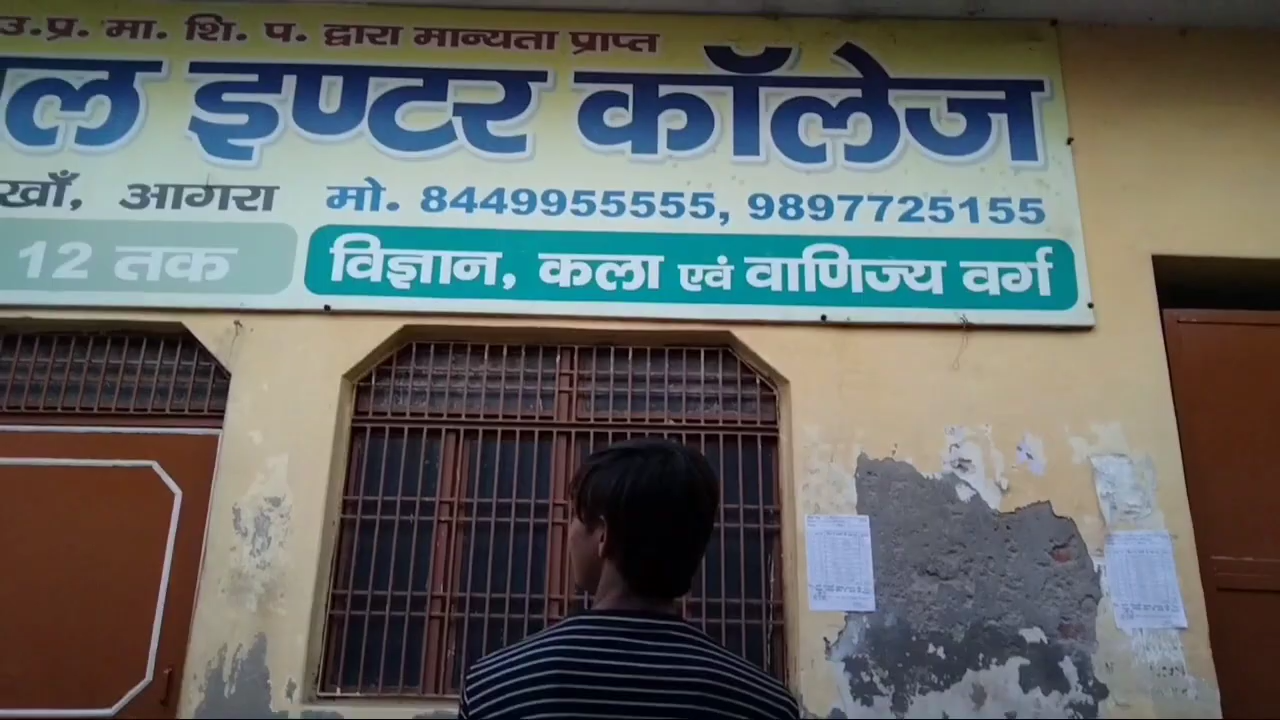 उ.प्र. मा. शि. प. द्वारा मान्यता प्राप्त
इण्टर कॉलेज
आगरा मो. 8449955555, 9897725155
12 तक
विज्ञान, कला एवं वाणिज्य वर्ग